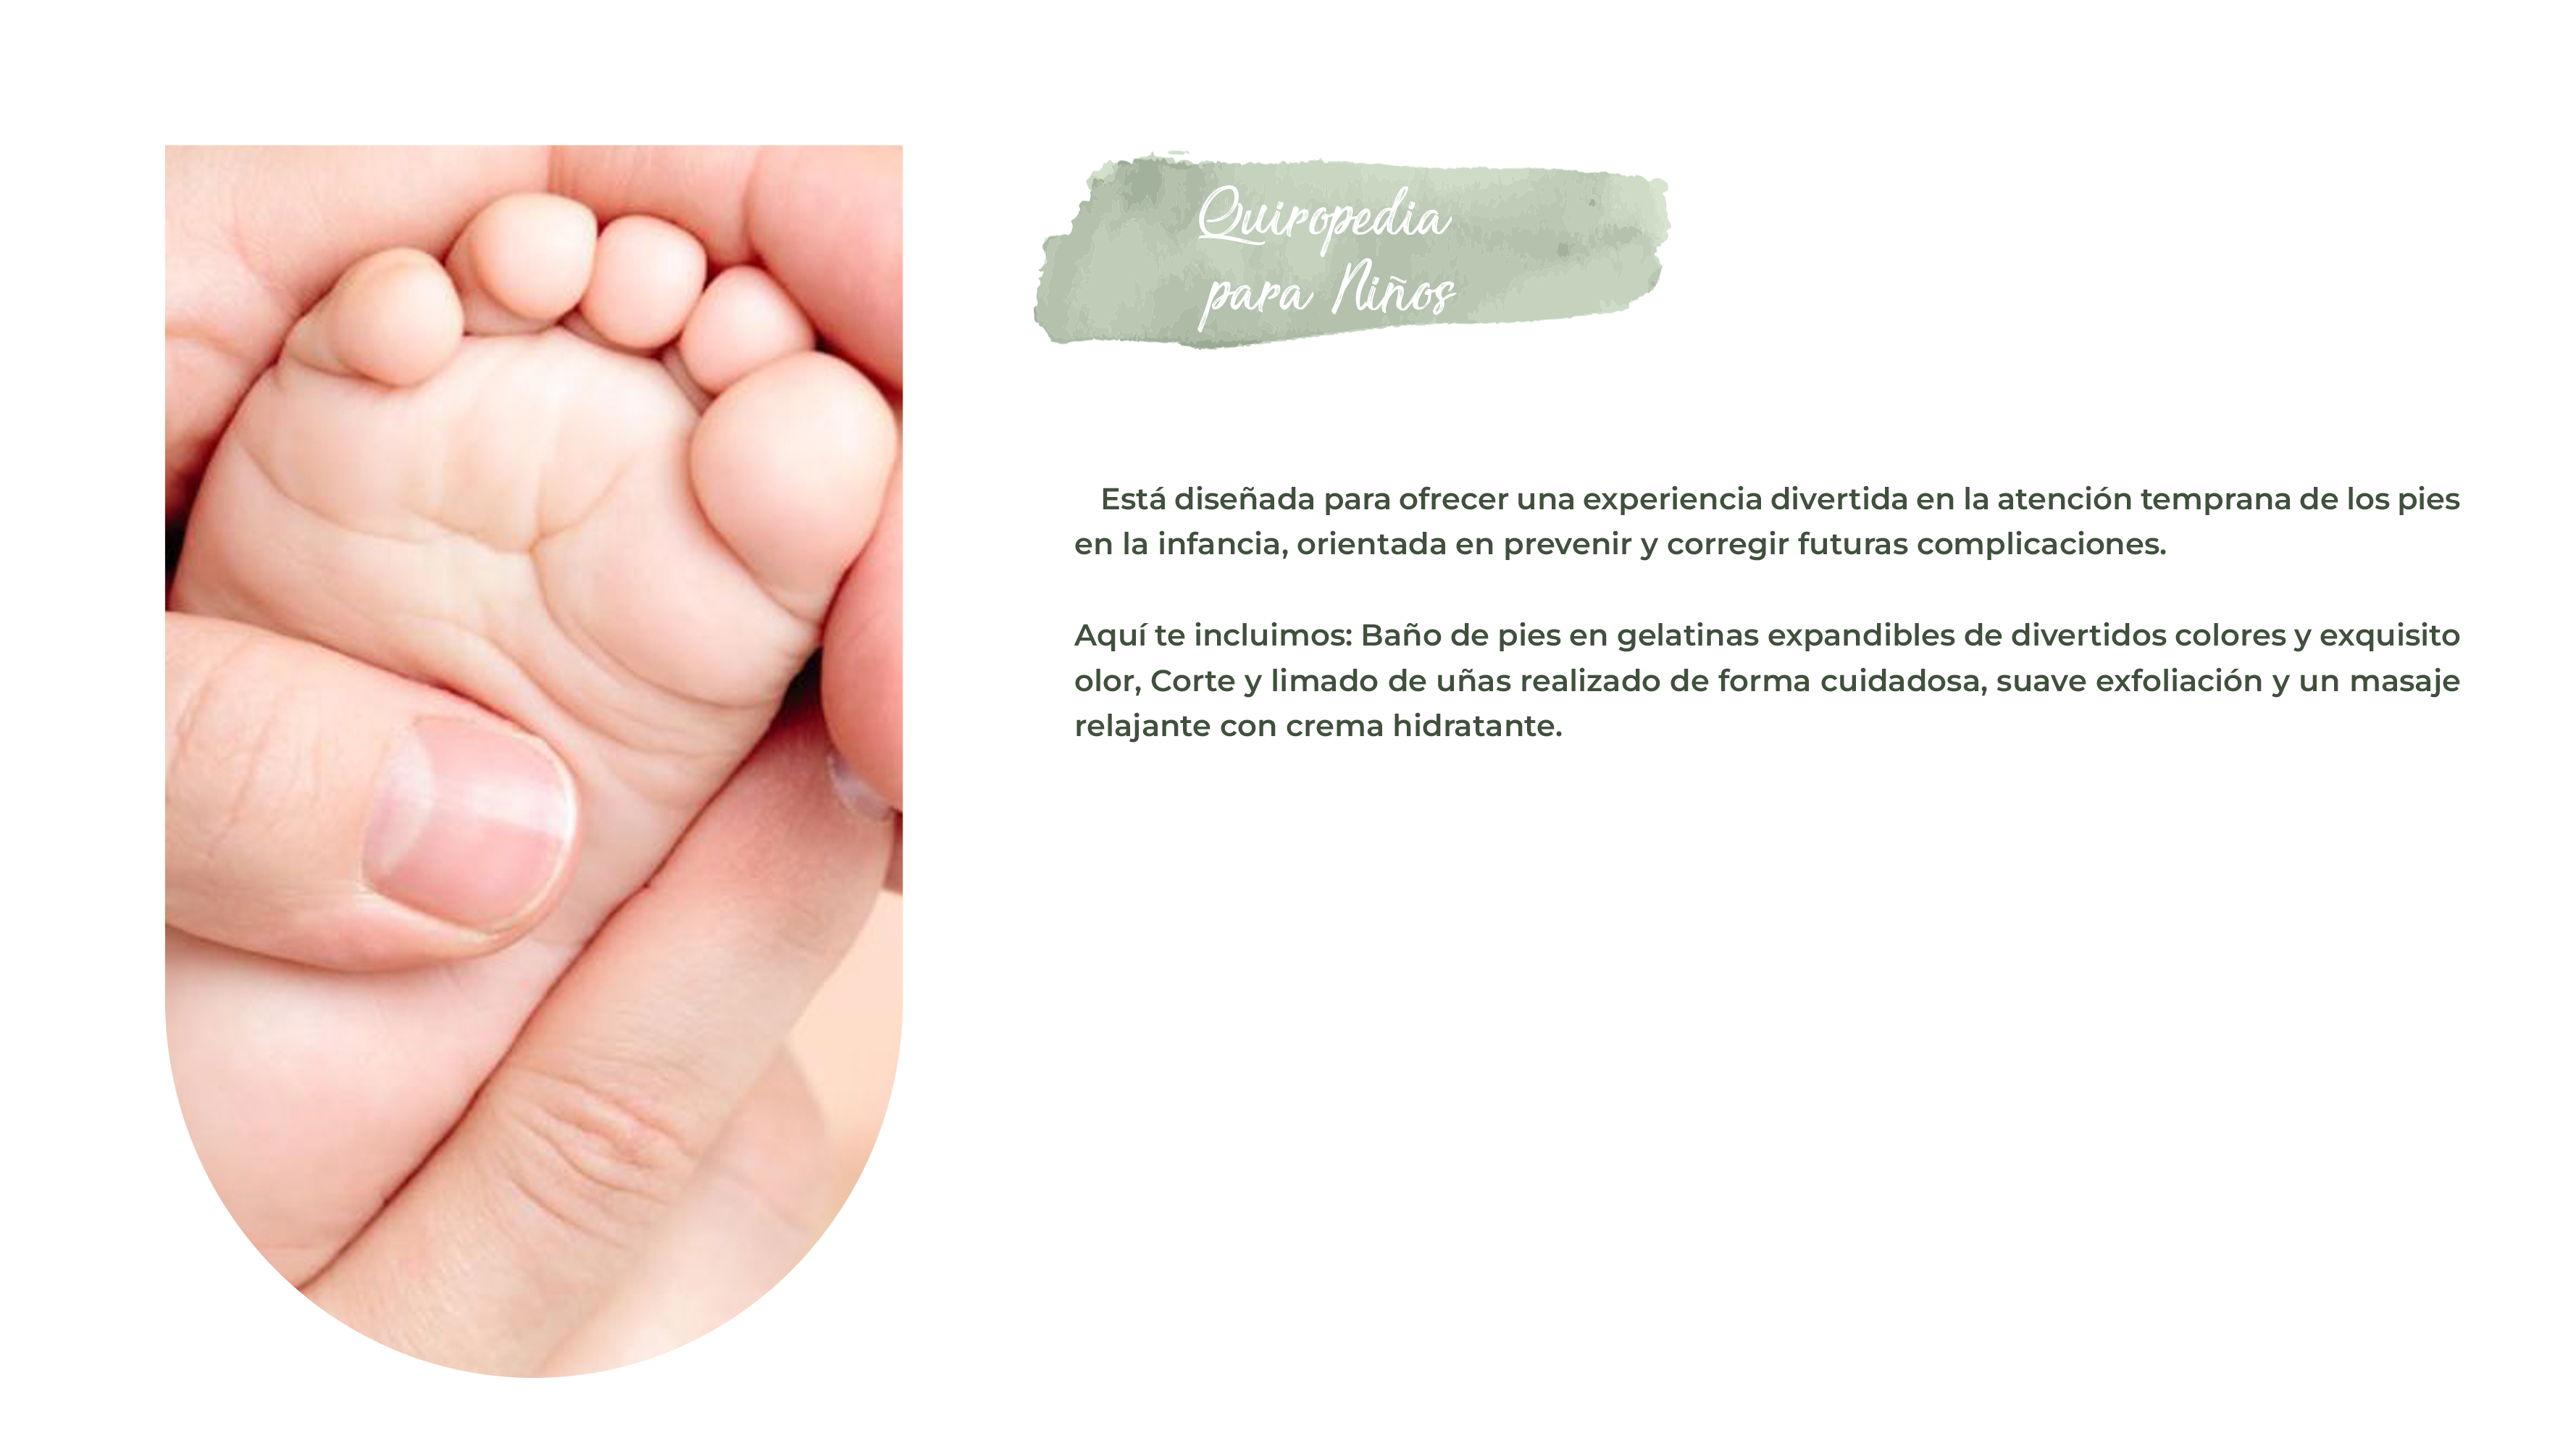 Quiropedia
para Niños
Está diseñada para ofrecer una experiencia divertida en la atención temprana de los pies
en la infancia, orientada en prevenir y corregir futuras complicaciones.
Aquí te incluimos: Baño de pies en gelatinas expandibles de divertidos colores y exquisito
olor, Corte y limado de uñas realizado de forma cuidadosa, suave exfoliación y un masaje
relajante con crema hidratante.